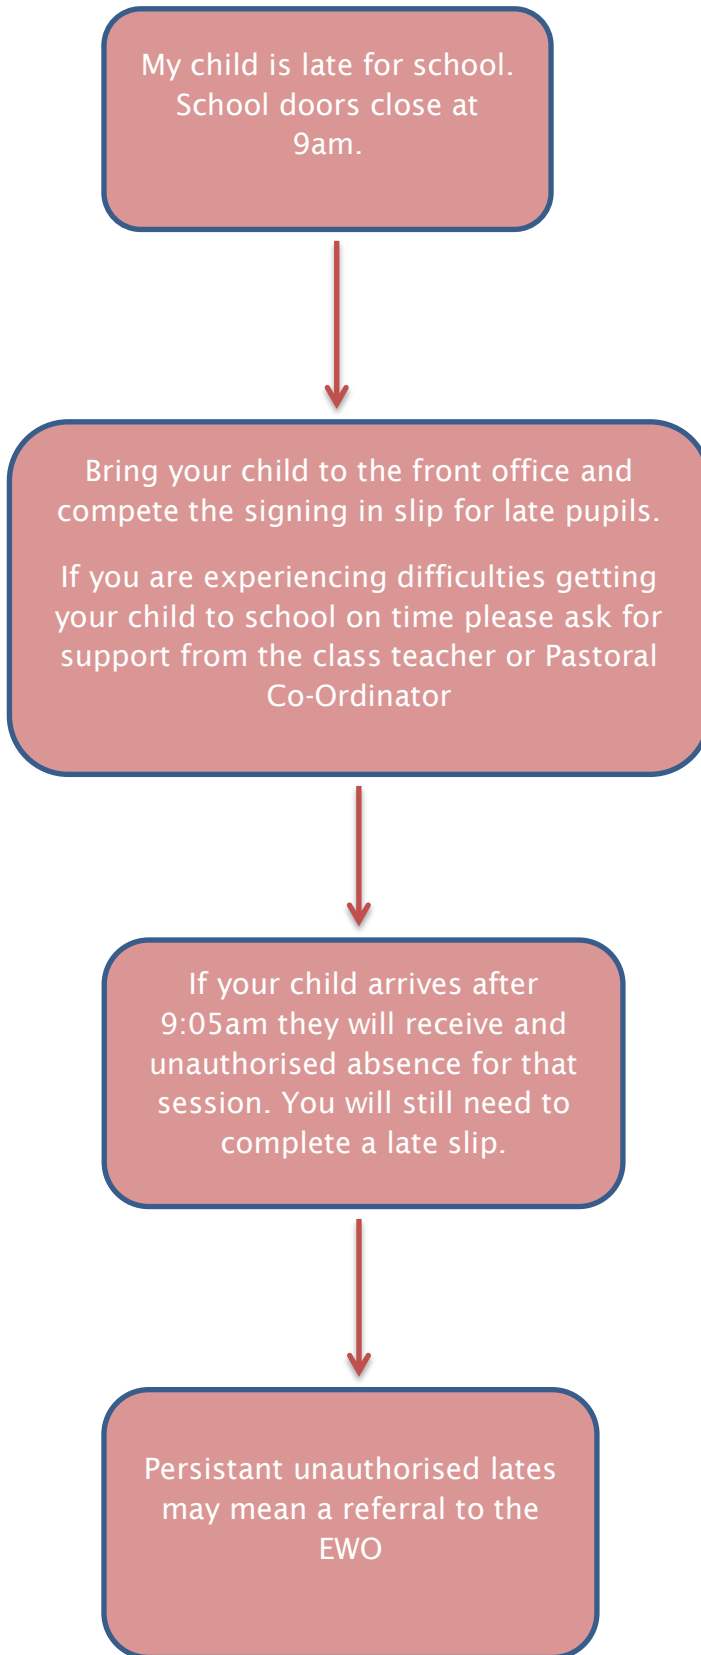 My child is late for school.
School doors close at
9am.
Bring your child to the front office and
compete the signing in slip for late pupils.
If you are experiencing difficulties getting
your child to school on time please ask for
support from the class teacher or Pastoral
Co-Ordinator
If your child arrives after
9:05am they will receive and
unauthorised absence for that
session. You will still need to
complete a late slip.
Persistant unauthorised lates
may mean a referral to the
EWO